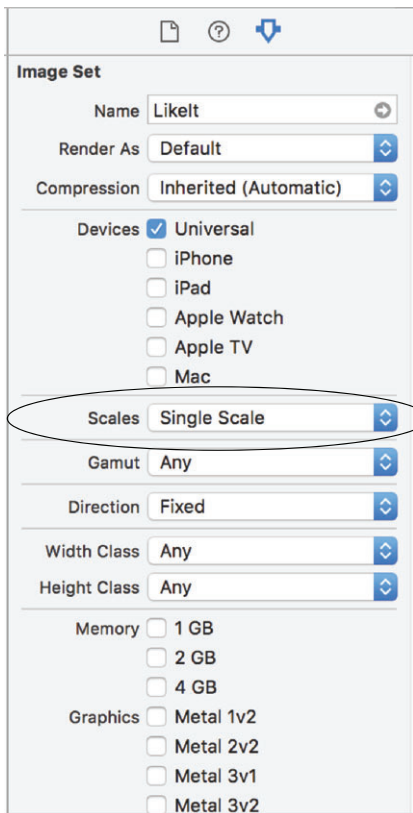 Image Set
Name LikeIt
Render As Default
Compression Inherited (Automatic)
Devices Universal
iPhone
iPad
Apple Watch
Apple TV
Mac
Scales Single Scale
Gamut Any
Direction Fixed
Width Class Any
Height Class Any
Memory 1 GB
2 GB
4 GB
Graphics Metal 1v2
Metal 2v2
Metal 3v1
Metal 3v2